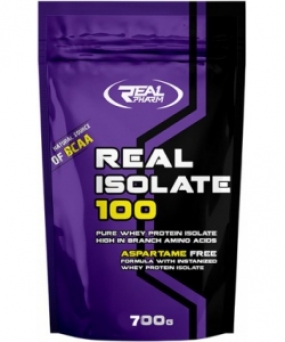 REAL
PHARM
NATURAL SOURCE
OF BCAA
REAL
ISOLATE
100
PURE WHEY PROTEIN ISOLATE
HIGH IN BRANCH AMINO ACIDS
ASPARTAME FREE
FORMULA WITH INSTANIZED
WHEY PROTEIN ISOLATE
700G